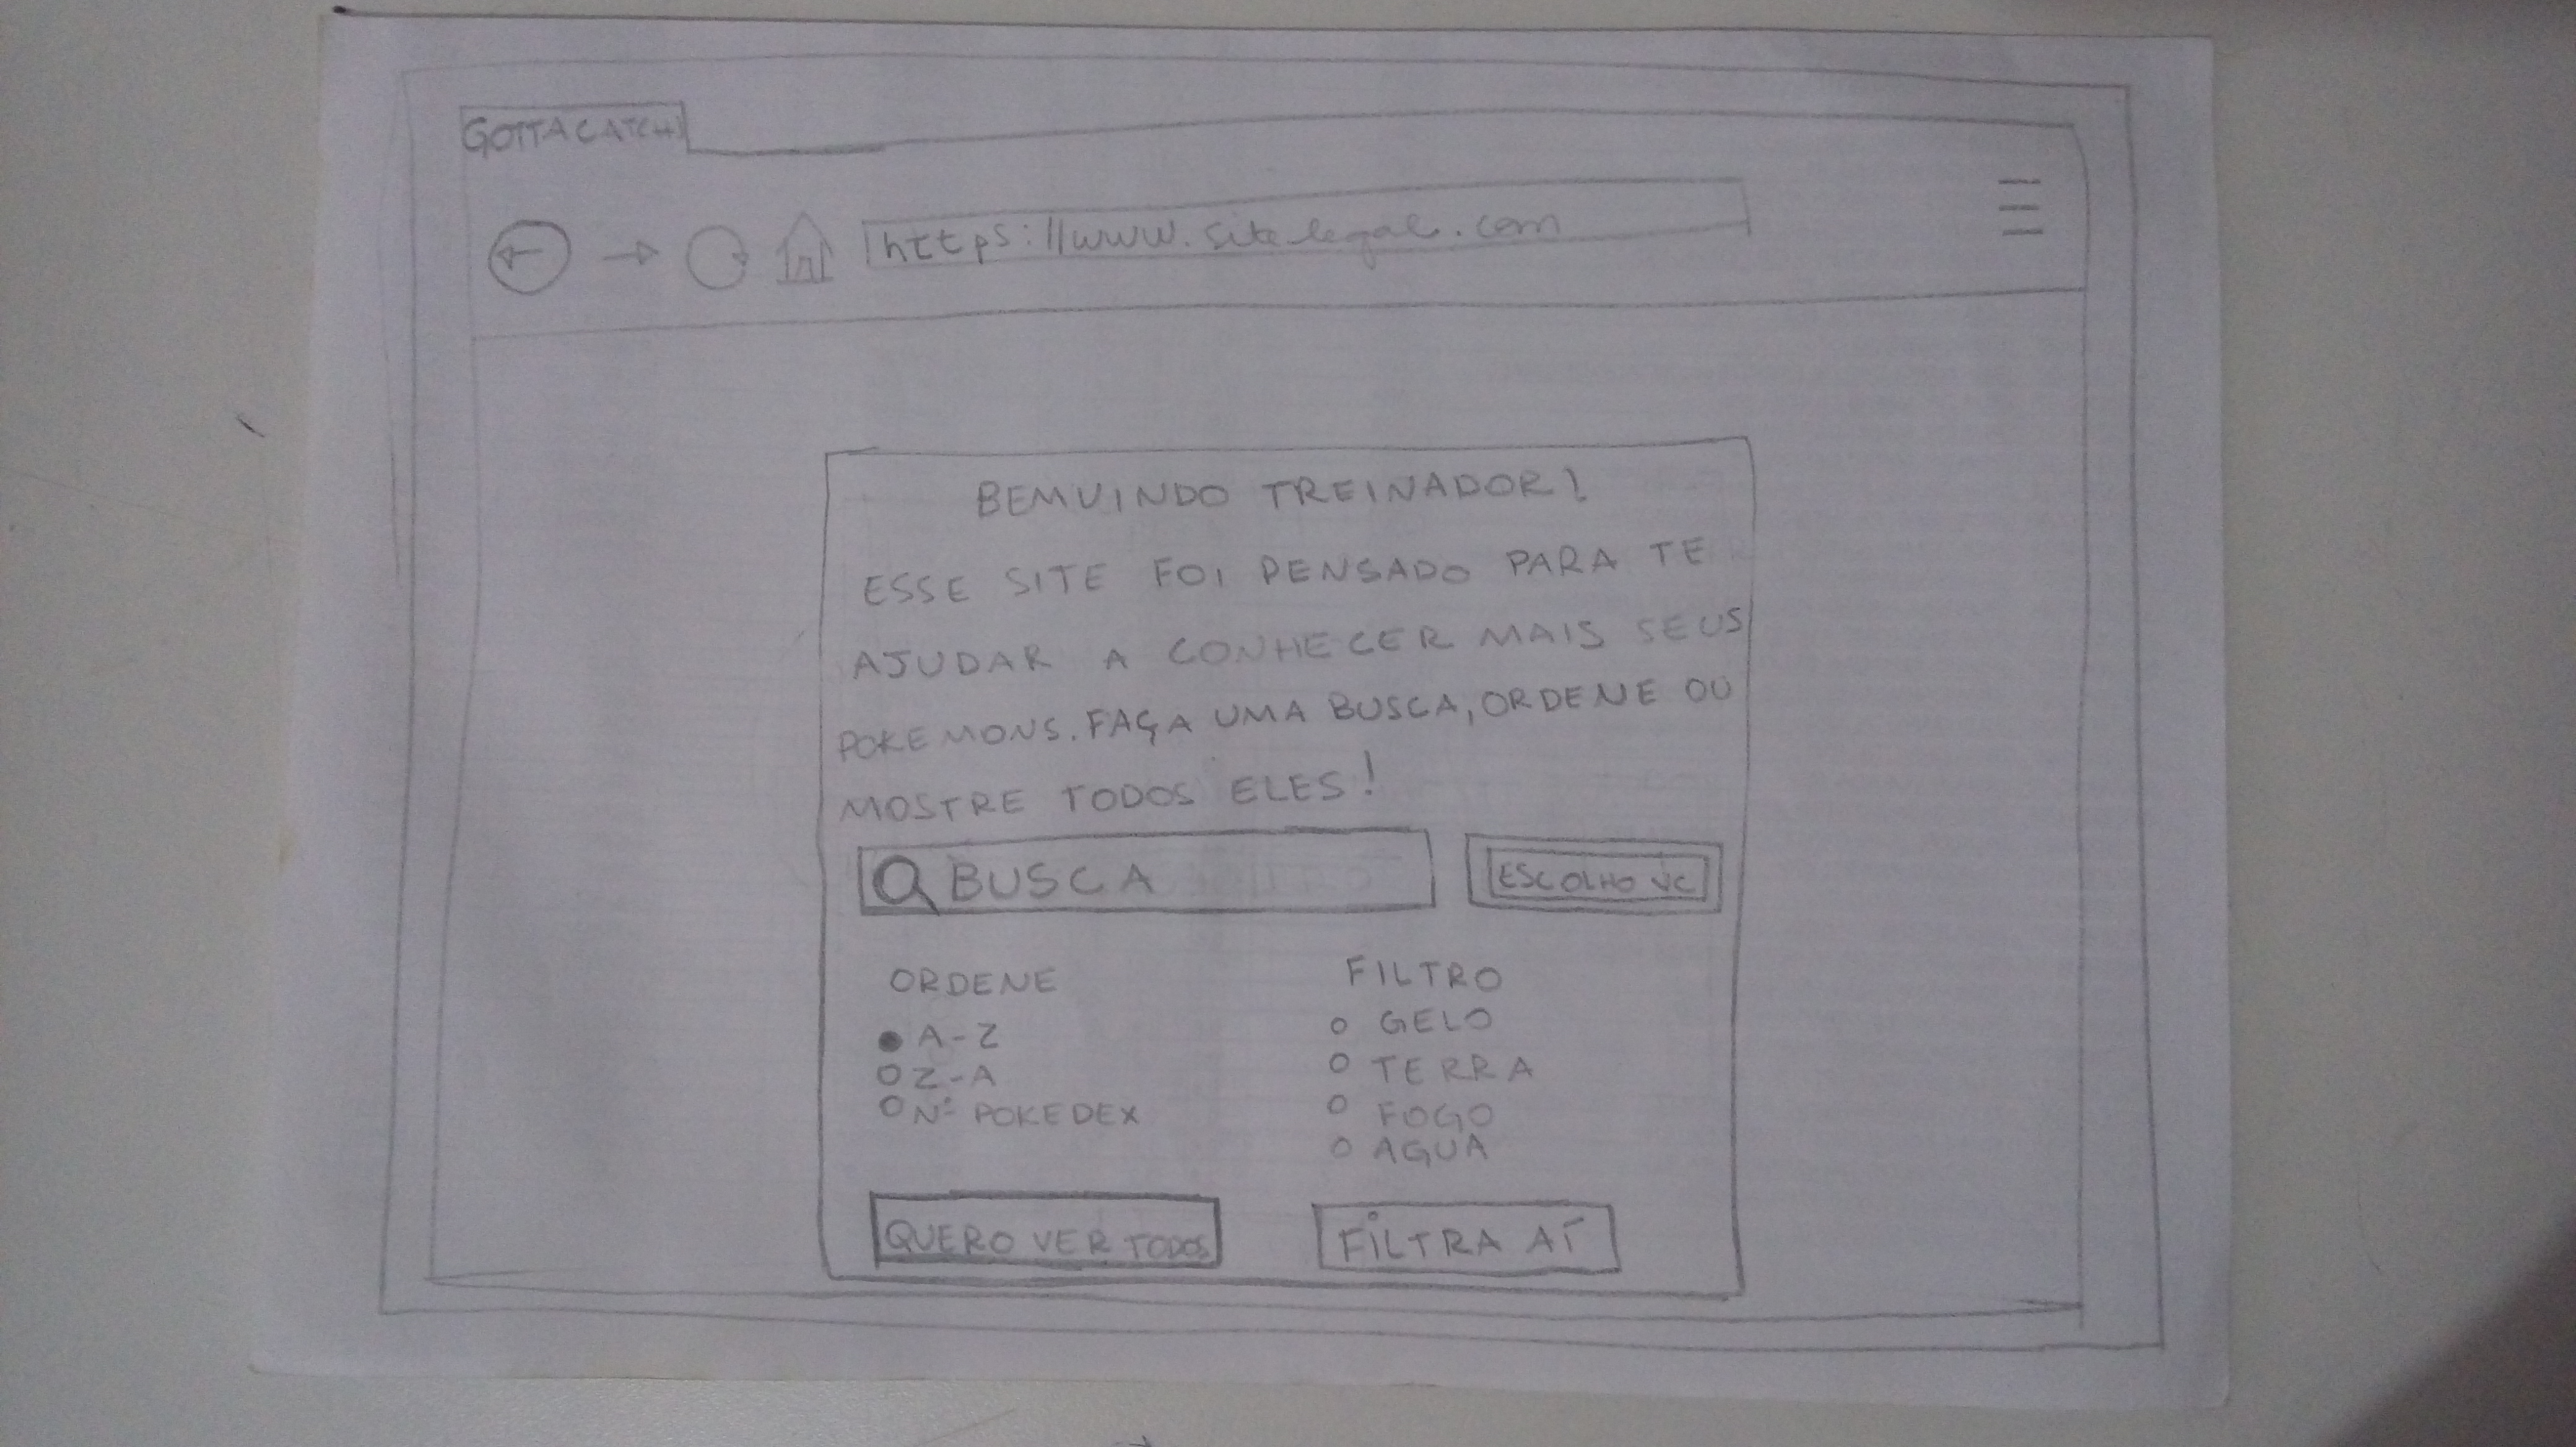 GOTTA CATCH
https://www.sitelegal.com
BEMVINDO TREINADOR!
ESSE SITE FOI PENSADO PARA TE
AJUDAR A CONHECER MAIS SEUS
POKEMONS. FAÇA UMA BUSCA, ORDENE OU
MOSTRE TODOS ELES!
BUSCA
ESCOLHO VC
ORDENE
A-Z
Z-A
Nº POKEDEX
FILTRO
GELO
TERRA
FOGO
AGUA
QUERO VER TODOS
FILTRA AÍ